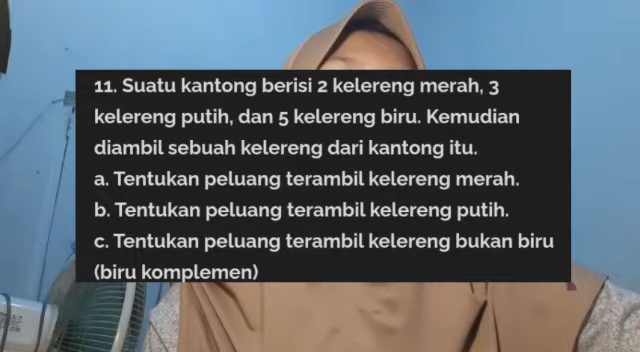 11. Suatu kantong berisi 2 kelereng merah, 3
kelereng putih, dan 5 kelereng biru. Kemudian
diambil sebuah kelereng dari kantong itu.
a. Tentukan peluang terambil kelereng merah.
b. Tentukan peluang terambil kelereng putih.
c. Tentukan peluang terambil kelereng bukan biru
(biru komplemen)